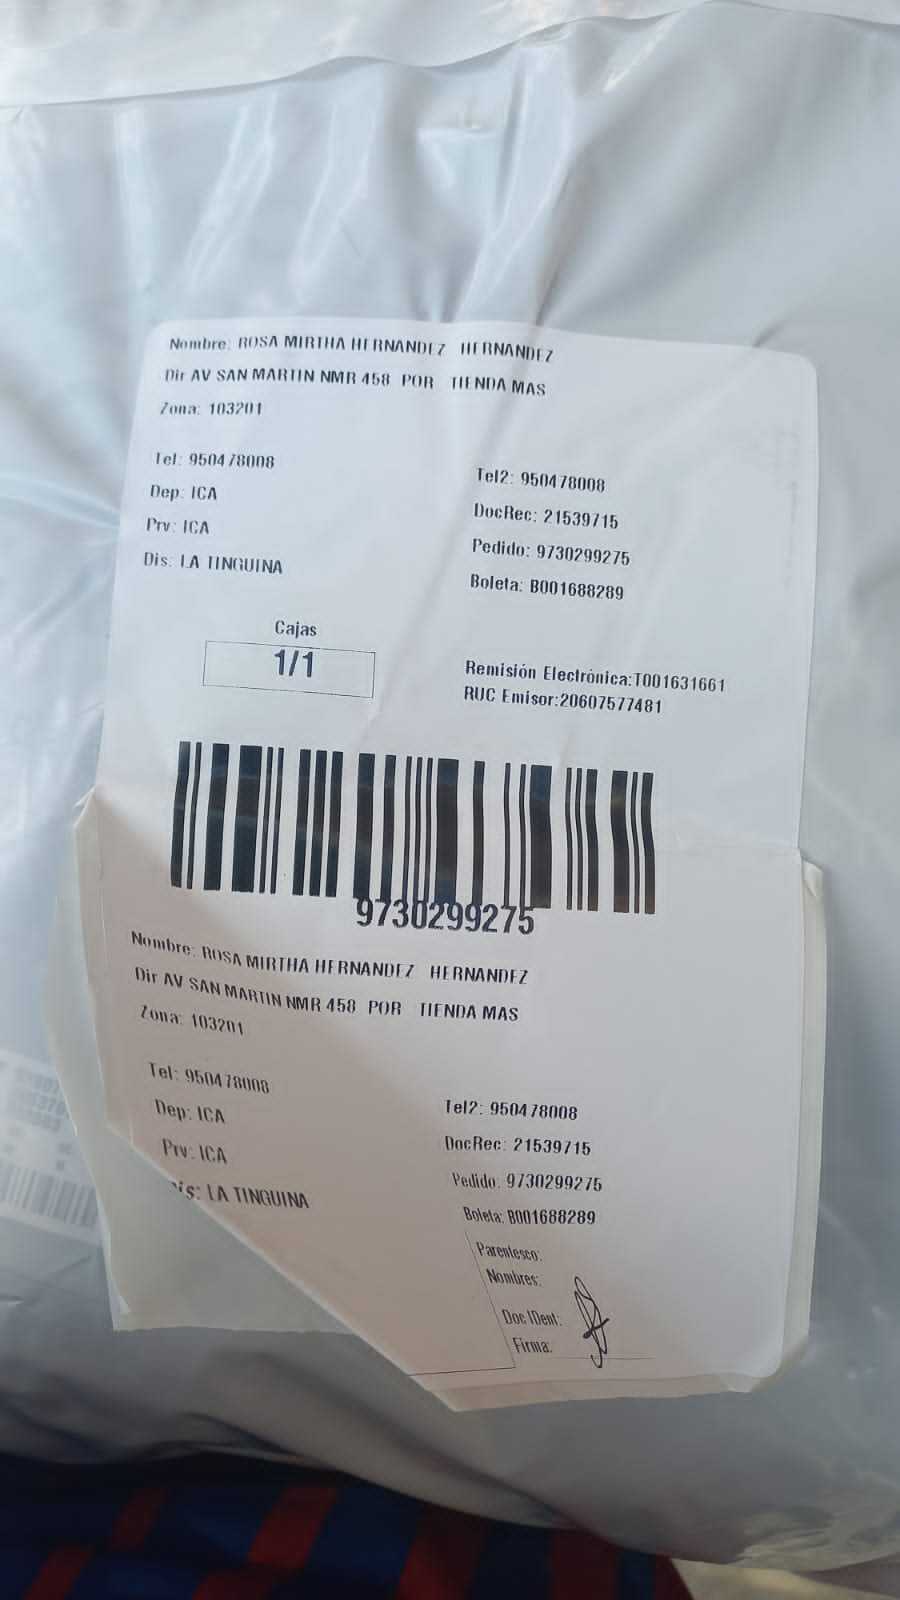 Nombre: ROSA MIRTHA HERNANDEZ HERNANDEZ
Dir AV SAN MARTIN NMR 458 POR TIENDA MAS
Zona: 103201
Tel: 950478008
Tel2: 950478008
Dep: ICA
DocRec: 21539715
Prv: ICA
Pedido: 9730299275
Dis: LA TINGUINA
Boleta: B001688289
Cajas
1/1
Remisión Electrónica:T001631661
RUC Emisor:20607577481
9730299275
Nombre: ROSA MIRTHA HERNANDEZ HERNANDEZ
Dir AV SAN MARTIN NMR 458 POR TIENDA MAS
Zona: 103201
Tel: 950478008
Tel2: 950478008
Dep: ICA
DocRec: 21539715
Prv: ICA
Pedido: 9730299275
is: LA TINGUINA
Boleta: B001688289
Parentesco:
Nombres:
Doc IDent:
Firma: